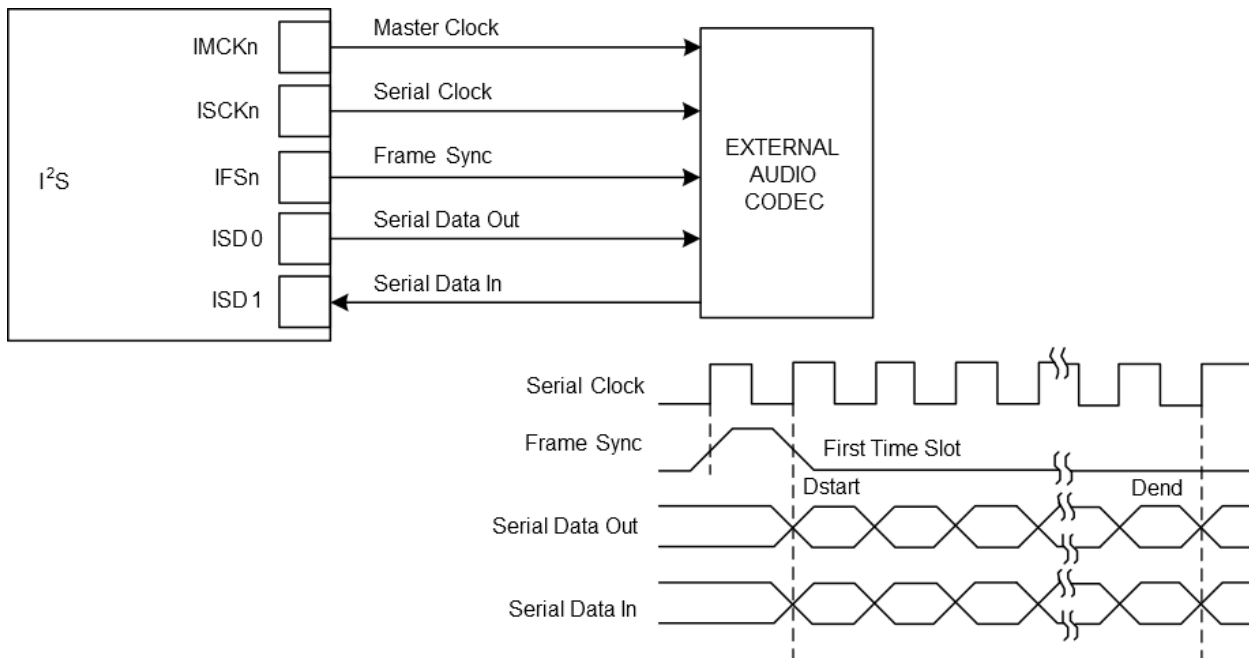 IMCKn
Master Clock
ISCKn
Serial Clock
I²S
IFSn
Frame Sync
EXTERNAL
AUDIO
CODEC
ISD0
Serial Data Out
ISD1
Serial Data In
Serial Clock
Frame Sync
First Time Slot
Dstart
Dend
Serial Data Out
Serial Data In